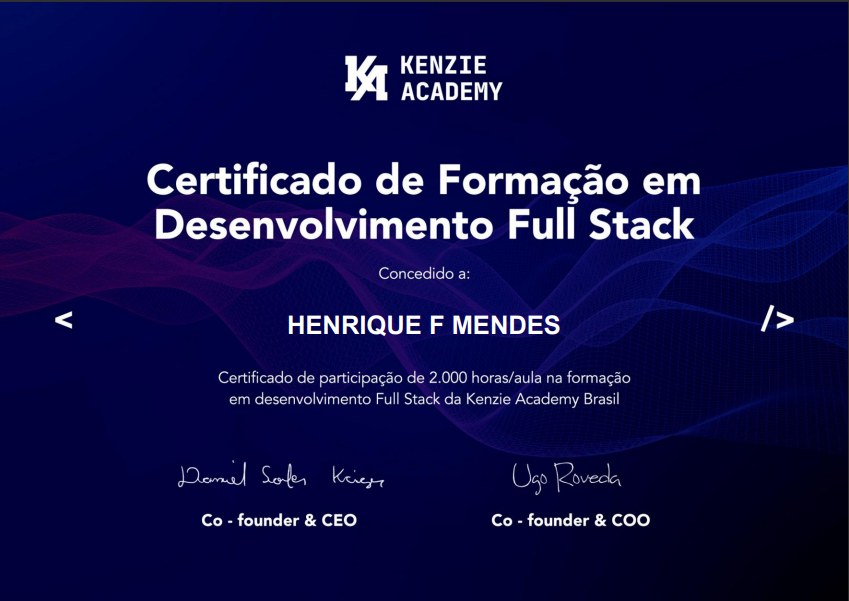 KENZIE
ACADEMY
Certificado de Formação em
Desenvolvimento Full Stack
Concedido a:
< HENRIQUE F MENDES />
Certificado de participação de 2.000 horas/aula na formação
em desenvolvimento Full Stack da Kenzie Academy Brasil
Daniel Krieger Ugo Roveda
Co - founder & CEO Co - founder & COO